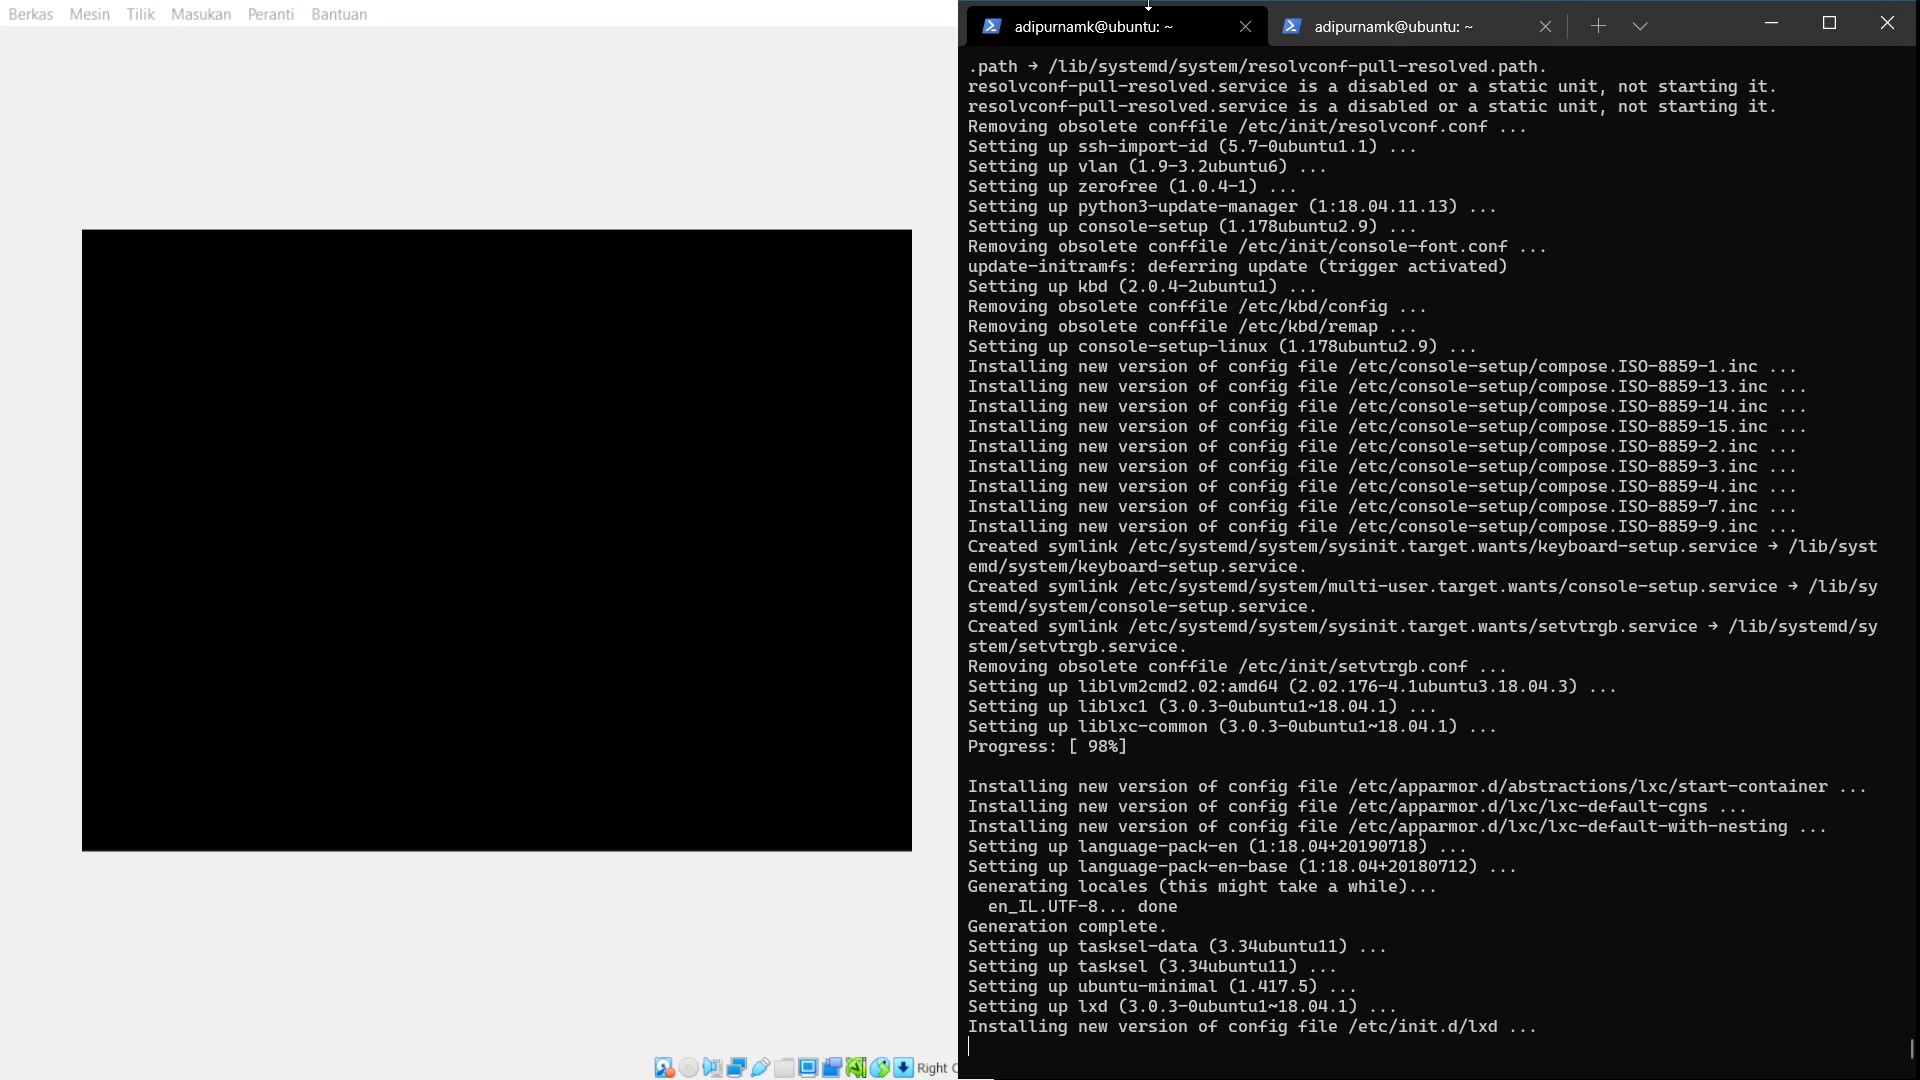 Berkas Mesin Tilik Masukan Peranti Bantuan
adipurnamk@ubuntu: ~ adipurnamk@ubuntu: ~
.path → /lib/systemd/system/resolvconf-pull-resolved.path.
resolvconf-pull-resolved.service is a disabled or a static unit, not starting it.
resolvconf-pull-resolved.service is a disabled or a static unit, not starting it.
Removing obsolete conffile /etc/init/resolvconf.conf ...
Setting up ssh-import-id (5.7-0ubuntu1.1) ...
Setting up vlan (1.9-3.2ubuntu6) ...
Setting up zerofree (1.0.4-1) ...
Setting up python3-update-manager (1:18.04.11.13) ...
Setting up console-setup (1.178ubuntu2.9) ...
Removing obsolete conffile /etc/init/console-font.conf ...
update-initramfs: deferring update (trigger activated)
Setting up kbd (2.0.4-2ubuntu1) ...
Removing obsolete conffile /etc/kbd/config ...
Removing obsolete conffile /etc/kbd/remap ...
Setting up console-setup-linux (1.178ubuntu2.9) ...
Installing new version of config file /etc/console-setup/compose.ISO-8859-1.inc ...
Installing new version of config file /etc/console-setup/compose.ISO-8859-13.inc ...
Installing new version of config file /etc/console-setup/compose.ISO-8859-14.inc ...
Installing new version of config file /etc/console-setup/compose.ISO-8859-15.inc ...
Installing new version of config file /etc/console-setup/compose.ISO-8859-2.inc ...
Installing new version of config file /etc/console-setup/compose.ISO-8859-3.inc ...
Installing new version of config file /etc/console-setup/compose.ISO-8859-4.inc ...
Installing new version of config file /etc/console-setup/compose.ISO-8859-7.inc ...
Installing new version of config file /etc/console-setup/compose.ISO-8859-9.inc ...
Created symlink /etc/systemd/system/sysinit.target.wants/keyboard-setup.service → /lib/syst
emd/system/keyboard-setup.service.
Created symlink /etc/systemd/system/multi-user.target.wants/console-setup.service → /lib/sy
stemd/system/console-setup.service.
Created symlink /etc/systemd/system/sysinit.target.wants/setvtrgb.service → /lib/systemd/sy
stem/setvtrgb.service.
Removing obsolete conffile /etc/init/setvtrgb.conf ...
Setting up liblvm2cmd2.02:amd64 (2.02.176-4.1ubuntu3.18.04.3) ...
Setting up liblxc1 (3.0.3-0ubuntu1~18.04.1) ...
Setting up liblxc-common (3.0.3-0ubuntu1~18.04.1) ...
Progress: [ 98%]
Installing new version of config file /etc/apparmor.d/abstractions/lxc/start-container ...
Installing new version of config file /etc/apparmor.d/lxc/lxc-default-cgns ...
Installing new version of config file /etc/apparmor.d/lxc/lxc-default-with-nesting ...
Setting up language-pack-en (1:18.04+20190718) ...
Setting up language-pack-en-base (1:18.04+20180712) ...
Generating locales (this might take a while)...
en_IL.UTF-8... done
Generation complete.
Setting up tasksel-data (3.34ubuntu11) ...
Setting up tasksel (3.34ubuntu11) ...
Setting up ubuntu-minimal (1.417.5) ...
Setting up lxd (3.0.3-0ubuntu1~18.04.1) ...
Installing new version of config file /etc/init.d/lxd ...
Right